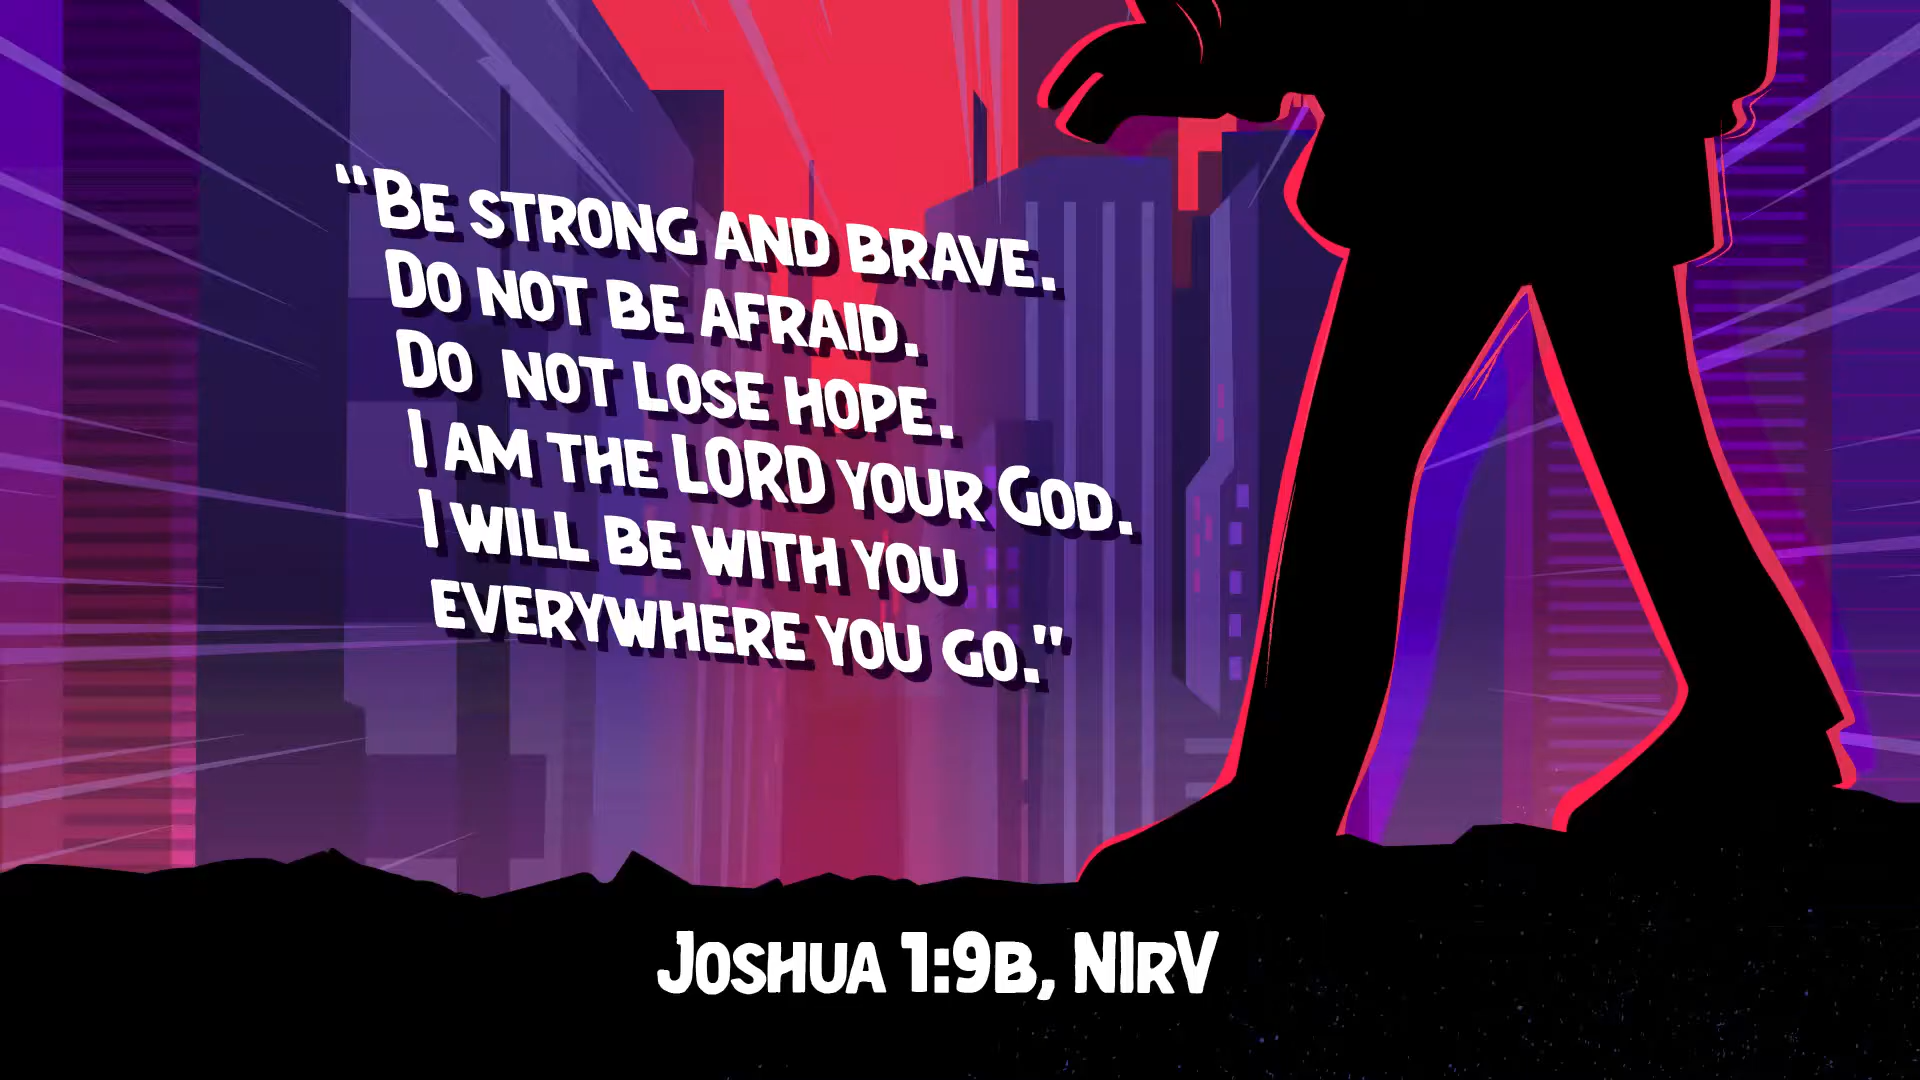 “Be strong and brave.
Do not be afraid.
Do not lose hope.
I am the LORD your God.
I will be with you
everywhere you go.”
Joshua 1:9b, NIrV